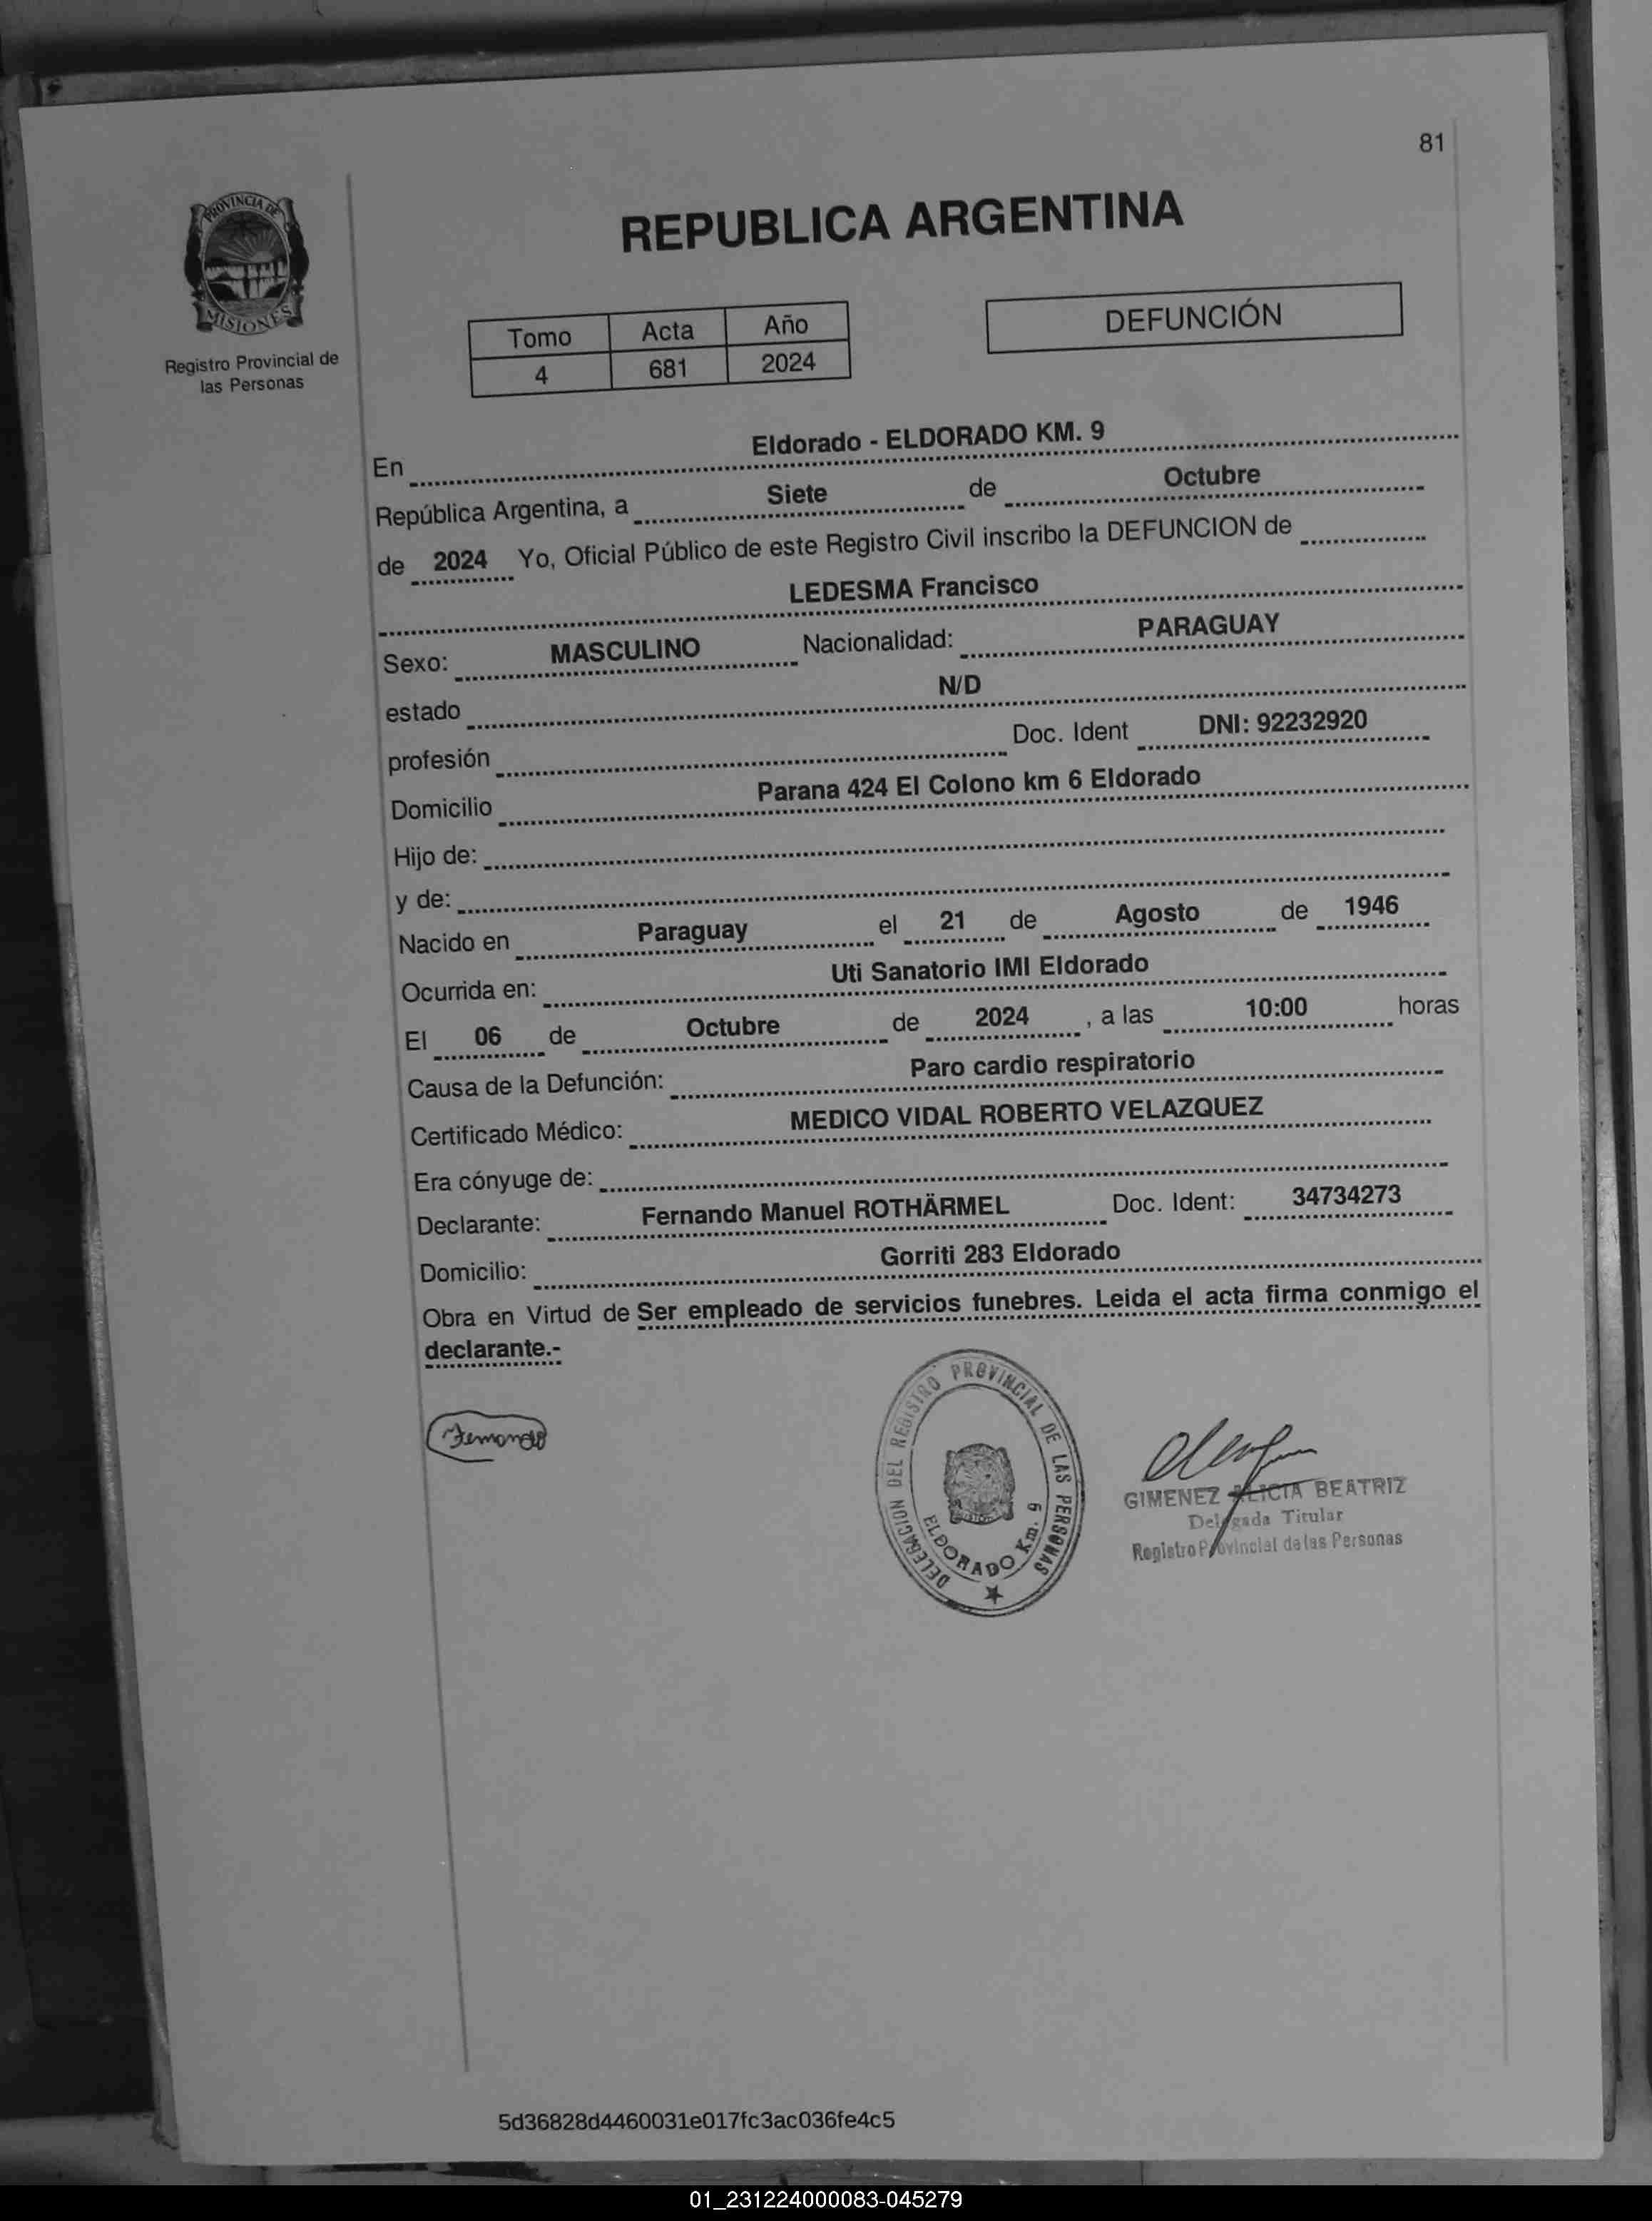 81
PROVINCIA DE
MISIONES
Registro Provincial de
las Personas
REPUBLICA ARGENTINA
Tomo Acta Año
4 681 2024
DEFUNCIÓN
En Eldorado - ELDORADO KM. 9
República Argentina, a Siete de Octubre
de 2024 Yo, Oficial Público de este Registro Civil inscribo la DEFUNCION de
LEDESMA Francisco
Sexo: MASCULINO Nacionalidad: PARAGUAY
estado N/D
profesión Doc. Ident DNI: 92232920
Domicilio Parana 424 El Colono km 6 Eldorado
Hijo de:
y de:
Nacido en Paraguay el 21 de Agosto de 1946
Ocurrida en: Uti Sanatorio IMI Eldorado
El 06 de Octubre de 2024 , a las 10:00 horas
Causa de la Defunción: Paro cardio respiratorio
Certificado Médico: MEDICO VIDAL ROBERTO VELAZQUEZ
Era cónyuge de:
Declarante: Fernando Manuel ROTHÄRMEL Doc. Ident: 34734273
Domicilio: Gorriti 283 Eldorado
Obra en Virtud de Ser empleado de servicios funebres. Leida el acta firma conmigo el
declarante.-
Fernando
DELEGACION DEL REGISTRO PROVINCIAL DE LAS PERSONAS
ELDORADO Km. 9
GIMENEZ ALICIA BEATRIZ
Delegada Titular
Registro Provincial de las Personas
5d36828d4460031e017fc3ac036fe4c5
01_231224000083-045279